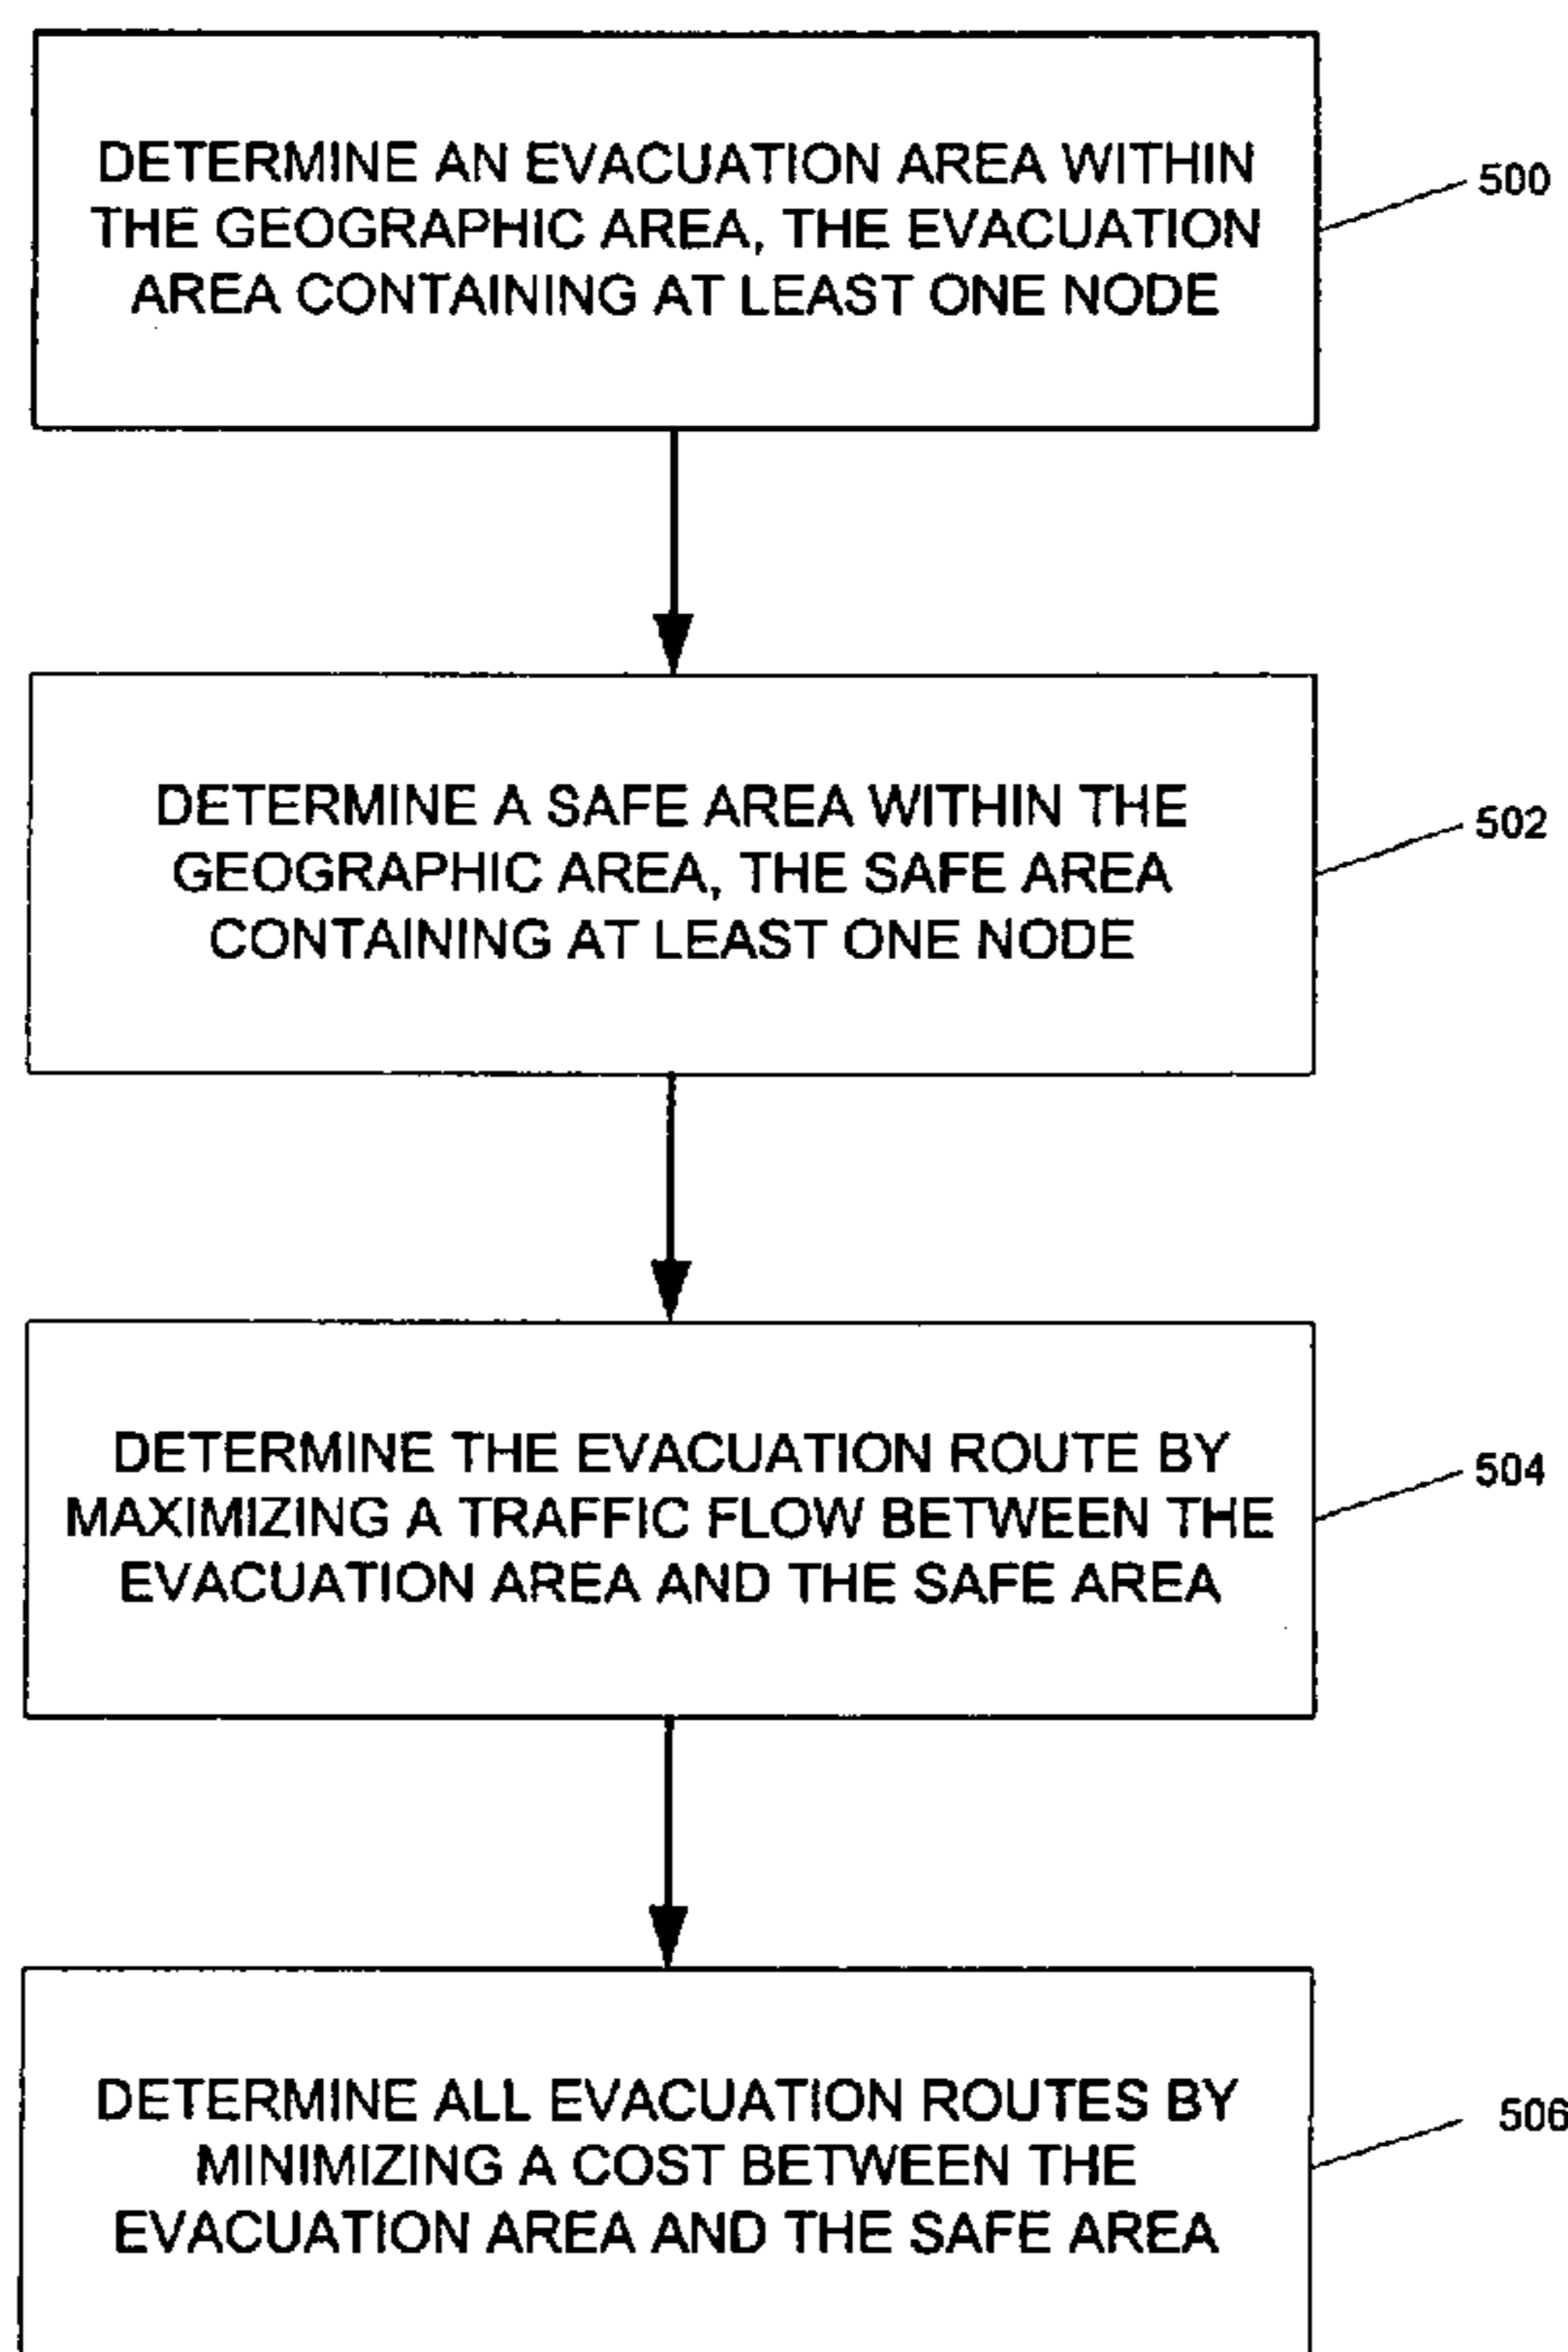 DETERMINE AN EVACUATION AREA WITHIN
THE GEOGRAPHIC AREA, THE EVACUATION
AREA CONTAINING AT LEAST ONE NODE
500
DETERMINE A SAFE AREA WITHIN THE
GEOGRAPHIC AREA, THE SAFE AREA
CONTAINING AT LEAST ONE NODE
502
DETERMINE THE EVACUATION ROUTE BY
MAXIMIZING A TRAFFIC FLOW BETWEEN THE
EVACUATION AREA AND THE SAFE AREA
504
DETERMINE ALL EVACUATION ROUTES BY
MINIMIZING A COST BETWEEN THE
EVACUATION AREA AND THE SAFE AREA
506